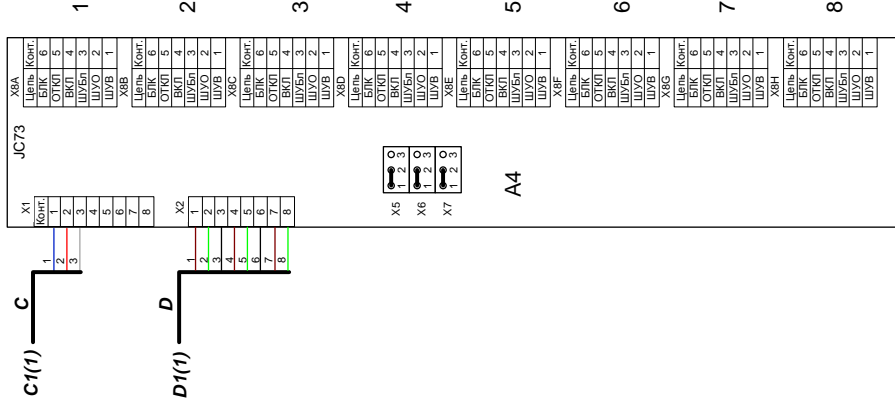 JC73
X8A
Цепь Конт.
БЛК 6
ОТКЛ 5
ВКЛ 4
ШУБл 3
ШУО 2
ШУВ 1
1
X8B
Цепь Конт.
БЛК 6
ОТКЛ 5
ВКЛ 4
ШУБл 3
ШУО 2
ШУВ 1
2
X8C
Цепь Конт.
БЛК 6
ОТКЛ 5
ВКЛ 4
ШУБл 3
ШУО 2
ШУВ 1
3
X8D
Цепь Конт.
БЛК 6
ОТКЛ 5
ВКЛ 4
ШУБл 3
ШУО 2
ШУВ 1
4
X8E
Цепь Конт.
БЛК 6
ОТКЛ 5
ВКЛ 4
ШУБл 3
ШУО 2
ШУВ 1
5
X8F
Цепь Конт.
БЛК 6
ОТКЛ 5
ВКЛ 4
ШУБл 3
ШУО 2
ШУВ 1
6
X8G
Цепь Конт.
БЛК 6
ОТКЛ 5
ВКЛ 4
ШУБл 3
ШУО 2
ШУВ 1
7
X8H
Цепь Конт.
БЛК 6
ОТКЛ 5
ВКЛ 4
ШУБл 3
ШУО 2
ШУВ 1
8
C1(1) C
X1
Конт.
1 1
2 2
3 3
4
5
6
7
8
D1(1) D
X2
1 1
2 2
3 3
4 4
5 5
6 6
7 7
8 8
X5 1 2 3
X6 1 2 3
X7 1 2 3
A4